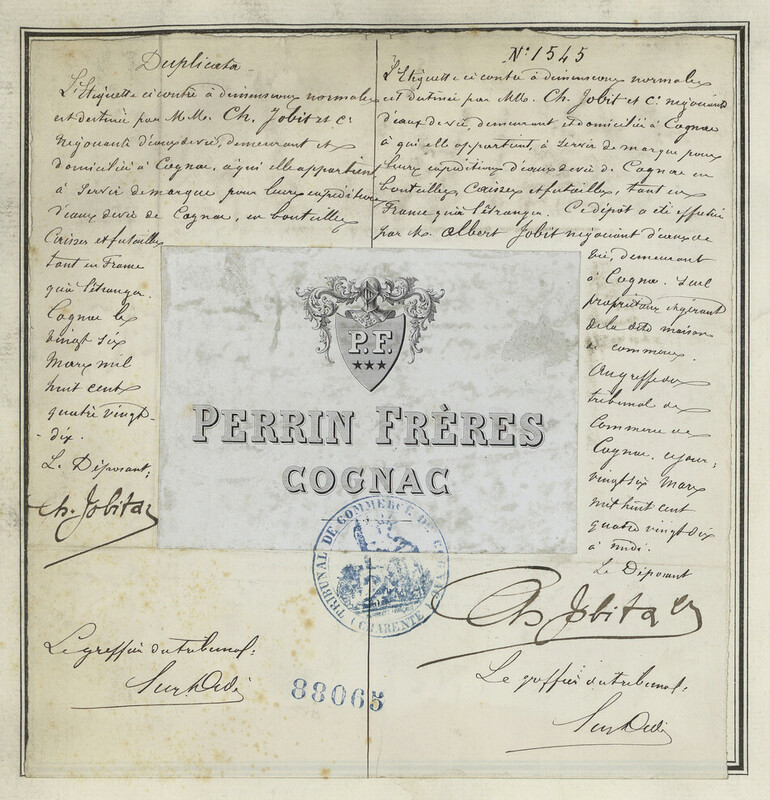 Duplicata
L'Etiquette ci contre à dimensions normales
est destinée par M.M. Ch. Jobit et Cie
négociants d'eaux de vie, demeurant et
domiciliés à Cognac, à qui elle appartient
à servir de marque pour leurs expéditions
d'eaux de vie de Cognac, en bouteilles
Caisses et futailles
tant en France
qu'à l'étranger.
Cognac le
vingt six
Mars mil
huit cent
quatre vingt-
dix.
Le Déposant;
Ch. Jobit & Cie
Le greffier du tribunal:
N° 1545
L'Etiquette ci contre à dimensions normales
est destinée par MM. Ch. Jobit et Cie négociants
d'eaux de vie, demeurant et domiciliés à Cognac
à qui elle appartient, à servir de marque pour
leurs expéditions d'eaux de vie de Cognac en
bouteilles, Caisses et futailles, tant en
France qu'à l'étranger. Ce dépôt a été effectué
par M. Albert Jobit négociant d'eaux de
vie, demeurant
à Cognac. Seul
propriétaire et gérant
de la dite maison
de commerce.
Au greffe du
tribunal de
Commerce de
Cognac, ce jour;
vingt six Mars
mil huit cent
quatre vingt dix
à midi.
Le Déposant
Ch. Jobit & Cie
Le greffier du tribunal:
P.F.
PERRIN FRÈRES
COGNAC
TRIBUNAL DE COMMERCE DE COGNAC
(CHARENTE)
88065